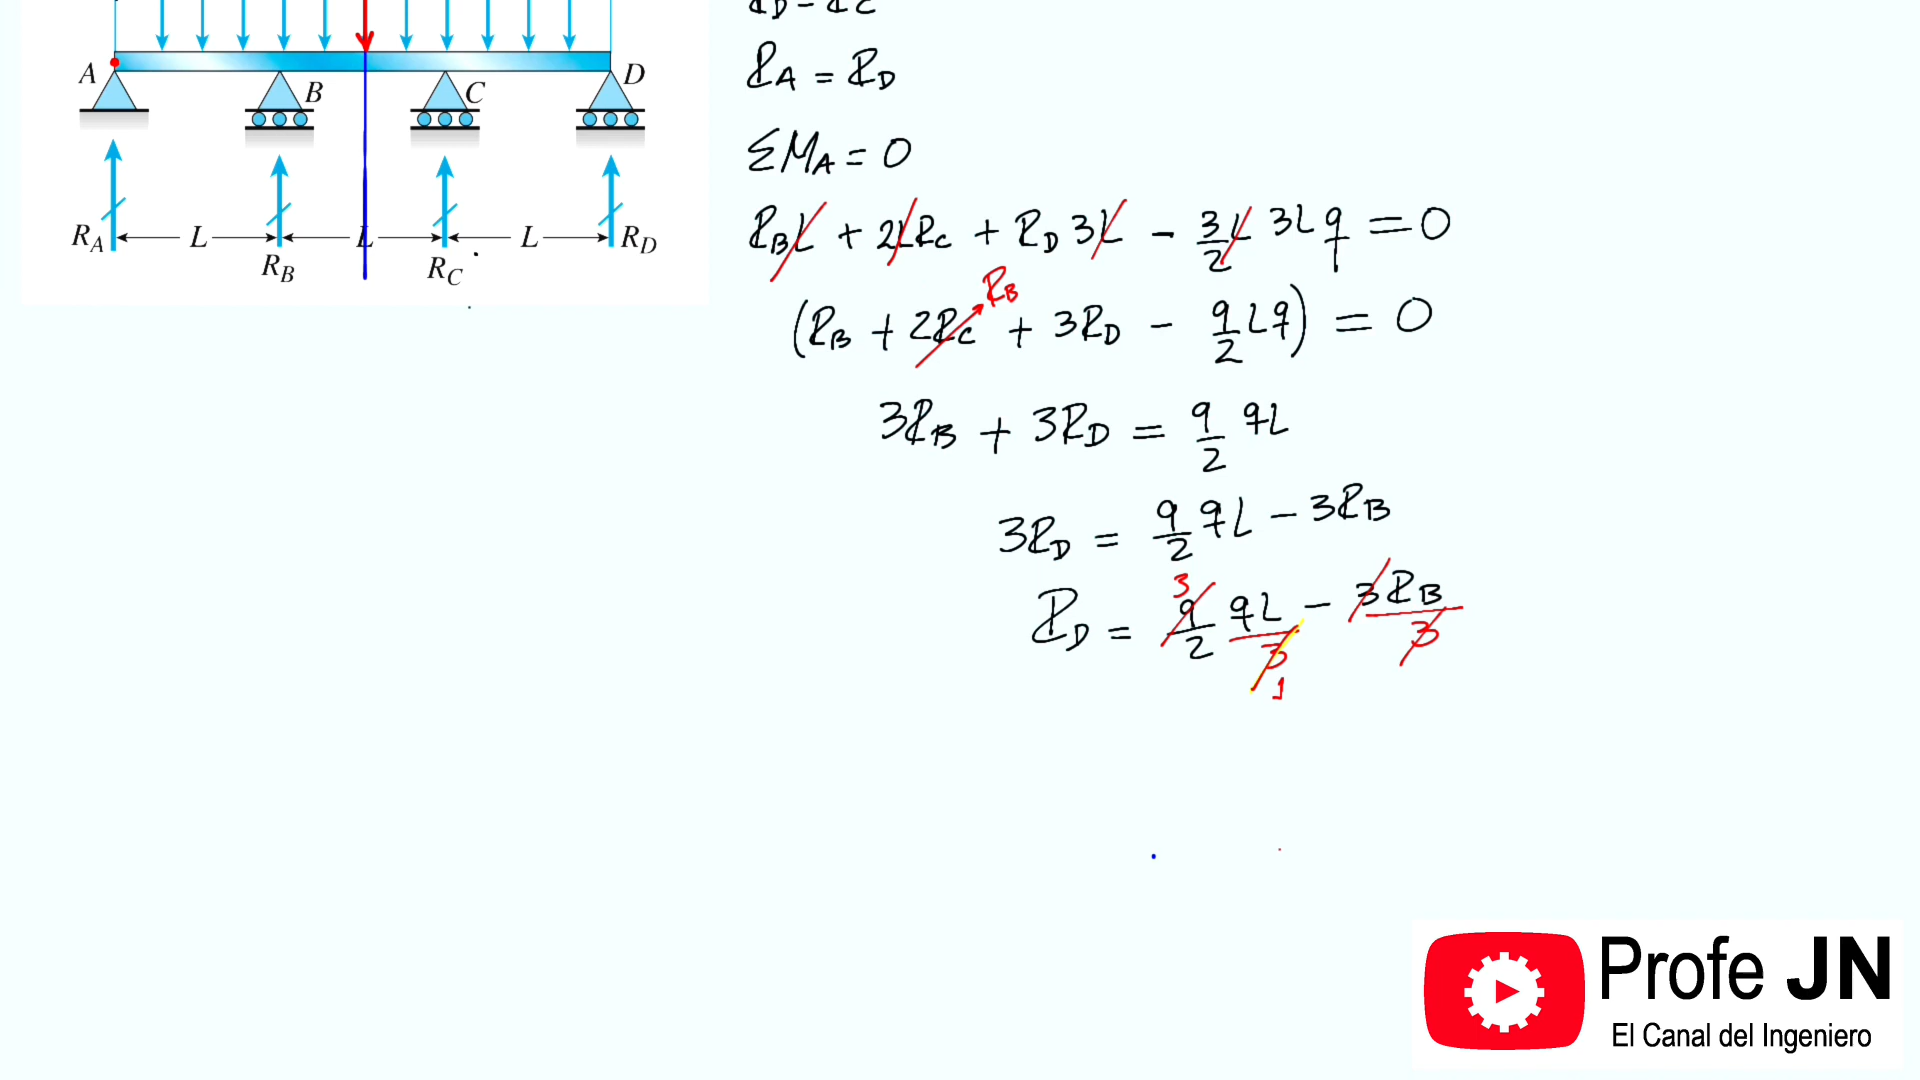 A
B
C
D
R_A
L
R_B
L
R_C
L
R_D
R_A = R_D
ΣM_A = 0
R_B L + 2L R_C + R_D 3L - 3/2 L 3L q = 0
R_B
(R_B + 2R_C + 3R_D - 9/2 L q) = 0
3R_B + 3R_D = 9/2 qL
3R_D = 9/2 qL - 3R_B
3
R_D = 9/2 qL/3 - 3R_B/3
1
Profe JN
El Canal del Ingeniero